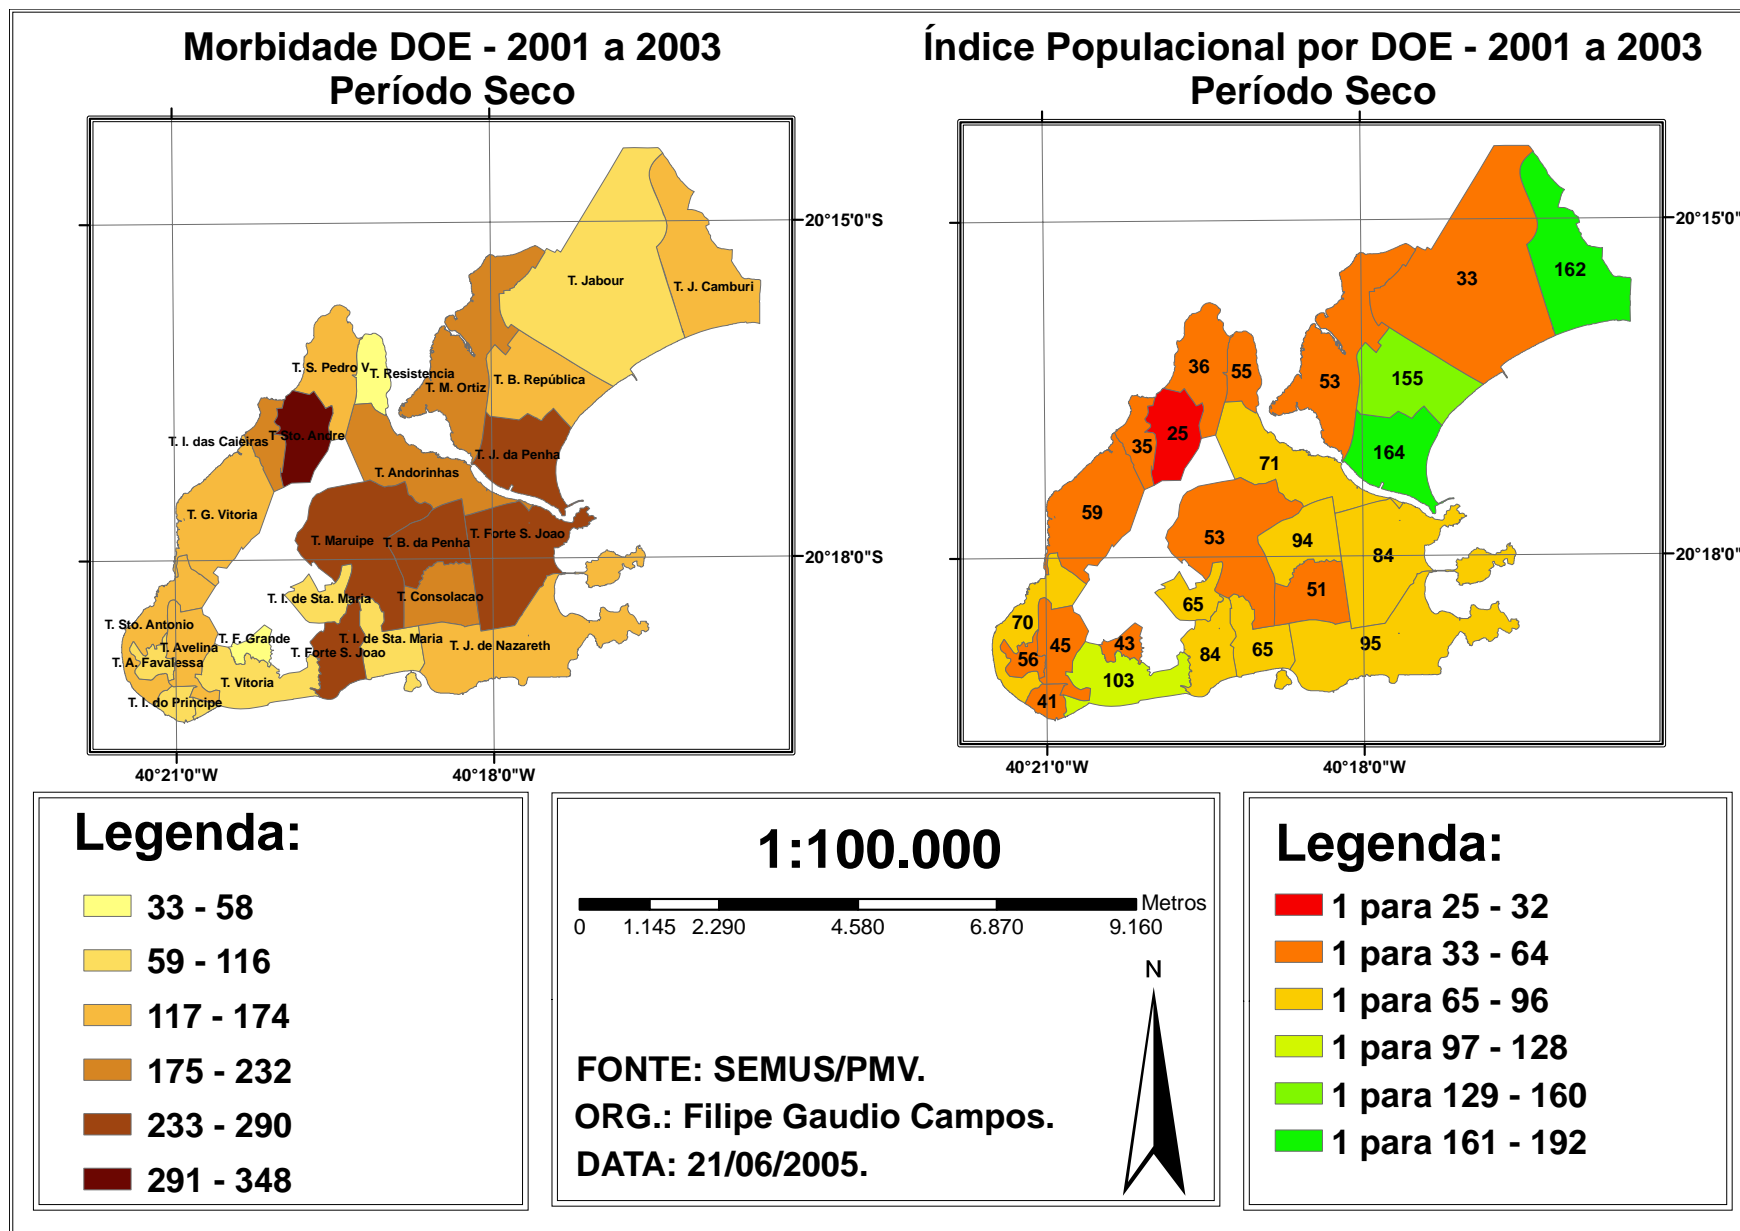 Morbidade DOE - 2001 a 2003
Período Seco
T. Jabour
T. J. Camburi
T. S. Pedro V
T. Resistencia
T. M. Ortiz
T. B. República
T. I. das Caieiras
T Sto. Andre
T. J. da Penha
T. Andorinhas
T. G. Vitoria
T. Maruipe
T. B. da Penha
T. Forte S. Joao
T. I. de Sta. Maria
T. Consolacao
T. Sto. Antonio
T. F. Grande
T. I. de Sta. Maria
T. Avelina
T. Forte S. Joao
T. J. de Nazareth
T. A. Favalessa
T. Vitoria
T. I. do Principe
20°15'0"S
20°18'0"S
40°21'0"W
40°18'0"W
Índice Populacional por DOE - 2001 a 2003
Período Seco
162
33
36
55
53
155
35
25
164
71
59
53
94
84
51
65
70
45
43
56
84
65
95
103
41
20°15'0"
20°18'0"
40°21'0"W
40°18'0"W
Legenda:
33 - 58
59 - 116
117 - 174
175 - 232
233 - 290
291 - 348
1:100.000
Metros
0 1.145 2.290 4.580 6.870 9.160
N
FONTE: SEMUS/PMV.
ORG.: Filipe Gaudio Campos.
DATA: 21/06/2005.
Legenda:
1 para 25 - 32
1 para 33 - 64
1 para 65 - 96
1 para 97 - 128
1 para 129 - 160
1 para 161 - 192